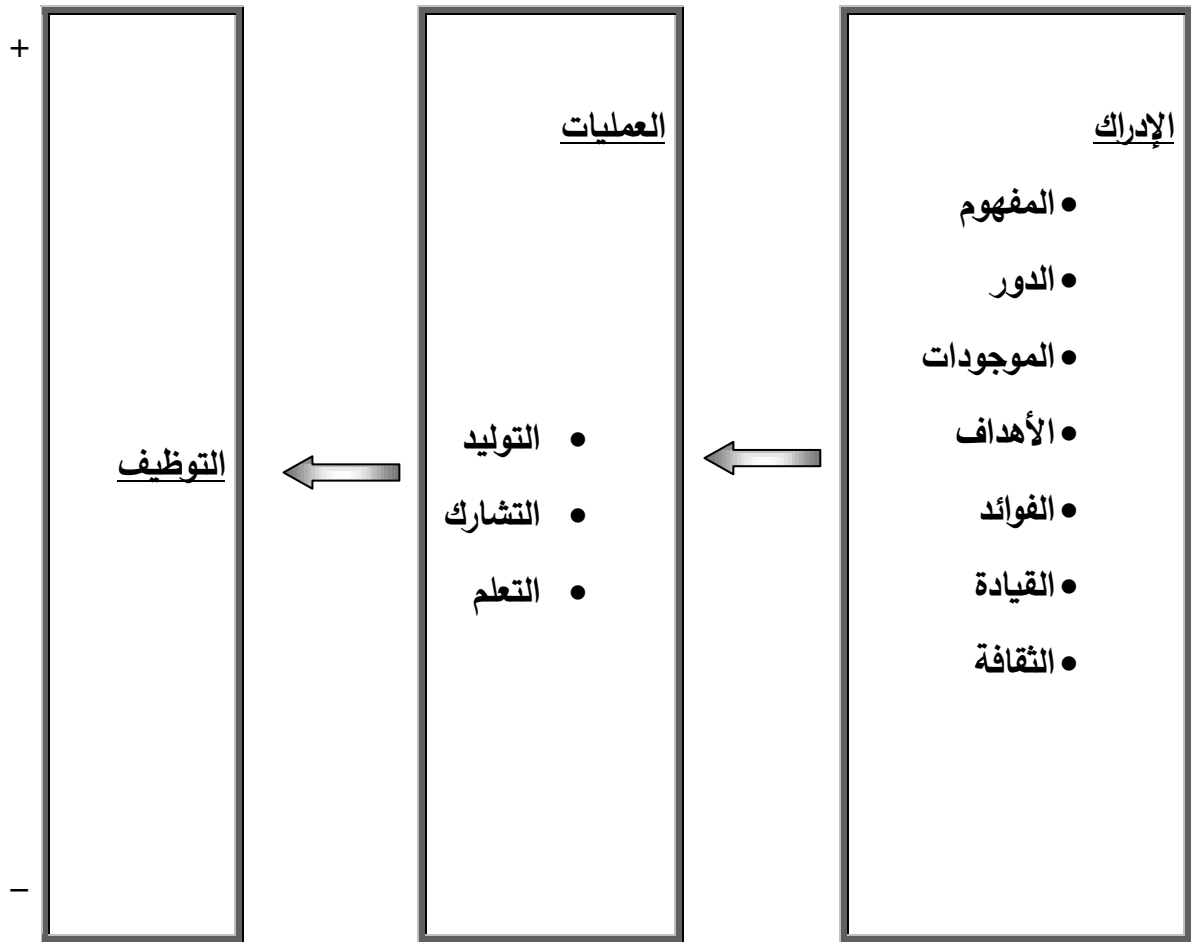 الإدراك
• المفهوم
• الدور
• الموجودات
• الأهداف
• الفوائد
• القيادة
• الثقافة
العمليات
• التوليد
• التشارك
• التعلم
التوظيف
+
–